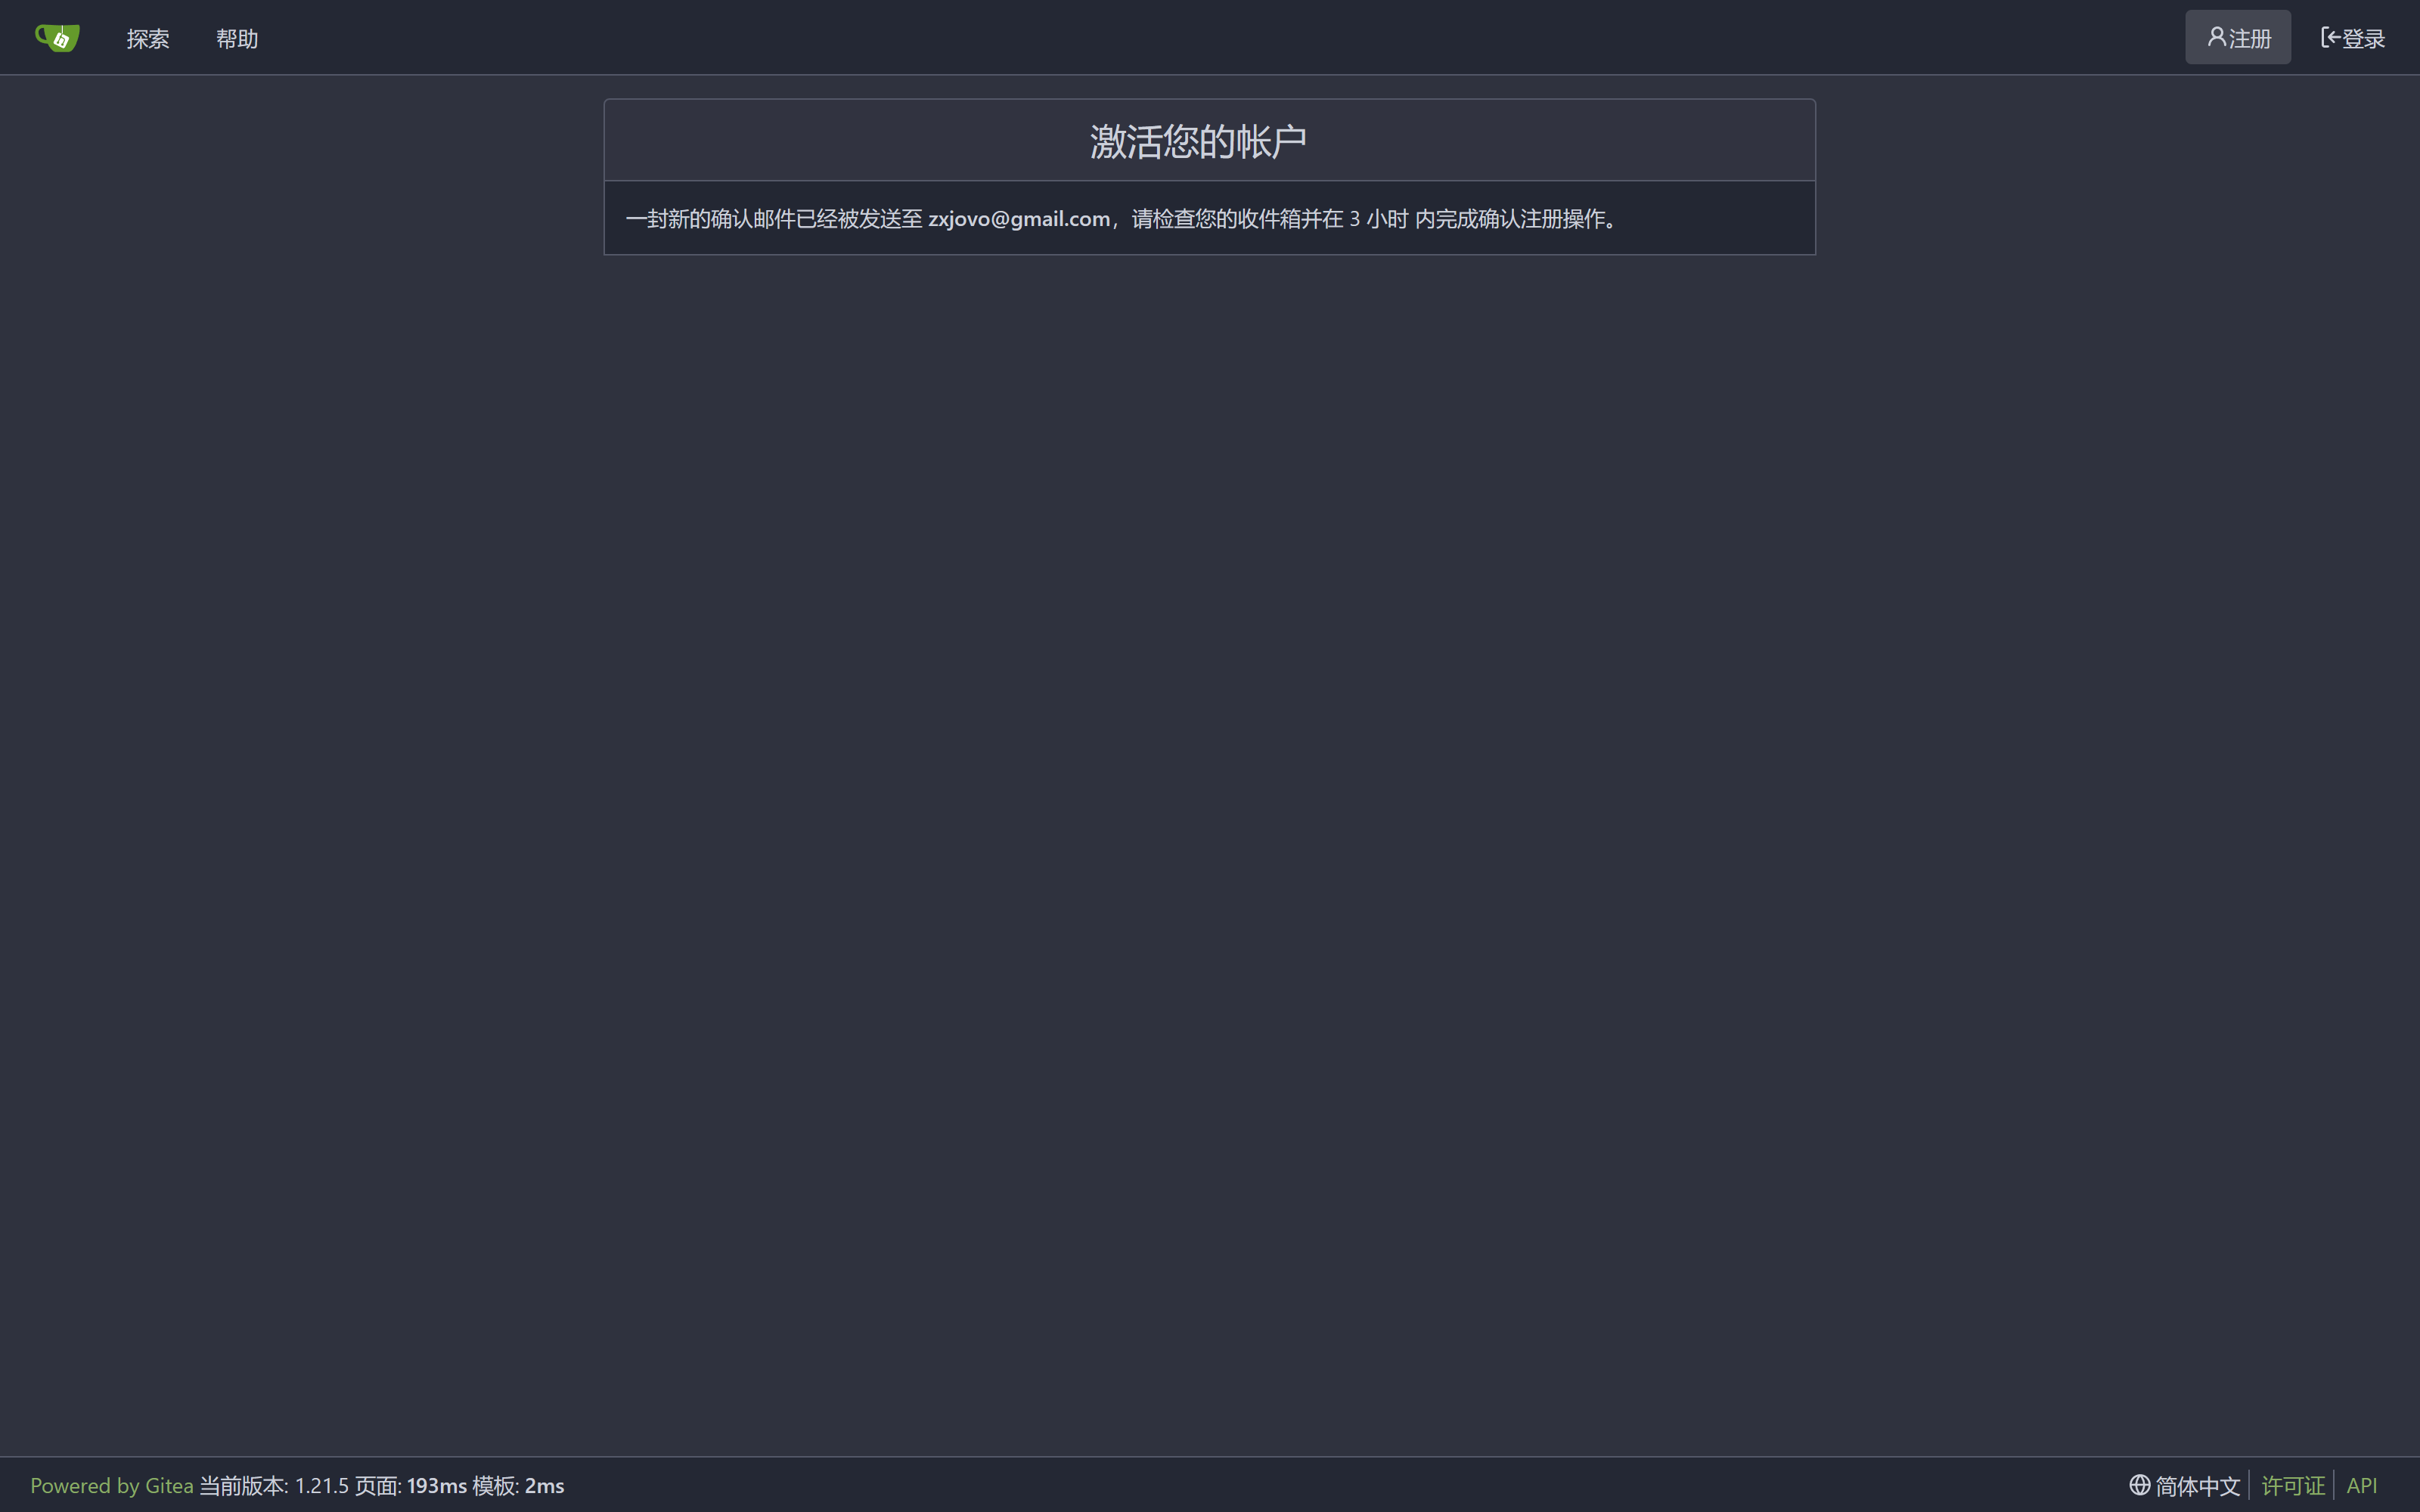 探索 帮助 注册 登录
激活您的帐户
一封新的确认邮件已经被发送至 zxjovo@gmail.com，请检查您的收件箱并在 3 小时 内完成确认注册操作。
Powered by Gitea 当前版本: 1.21.5 页面: 193ms 模板: 2ms 简体中文 许可证 API